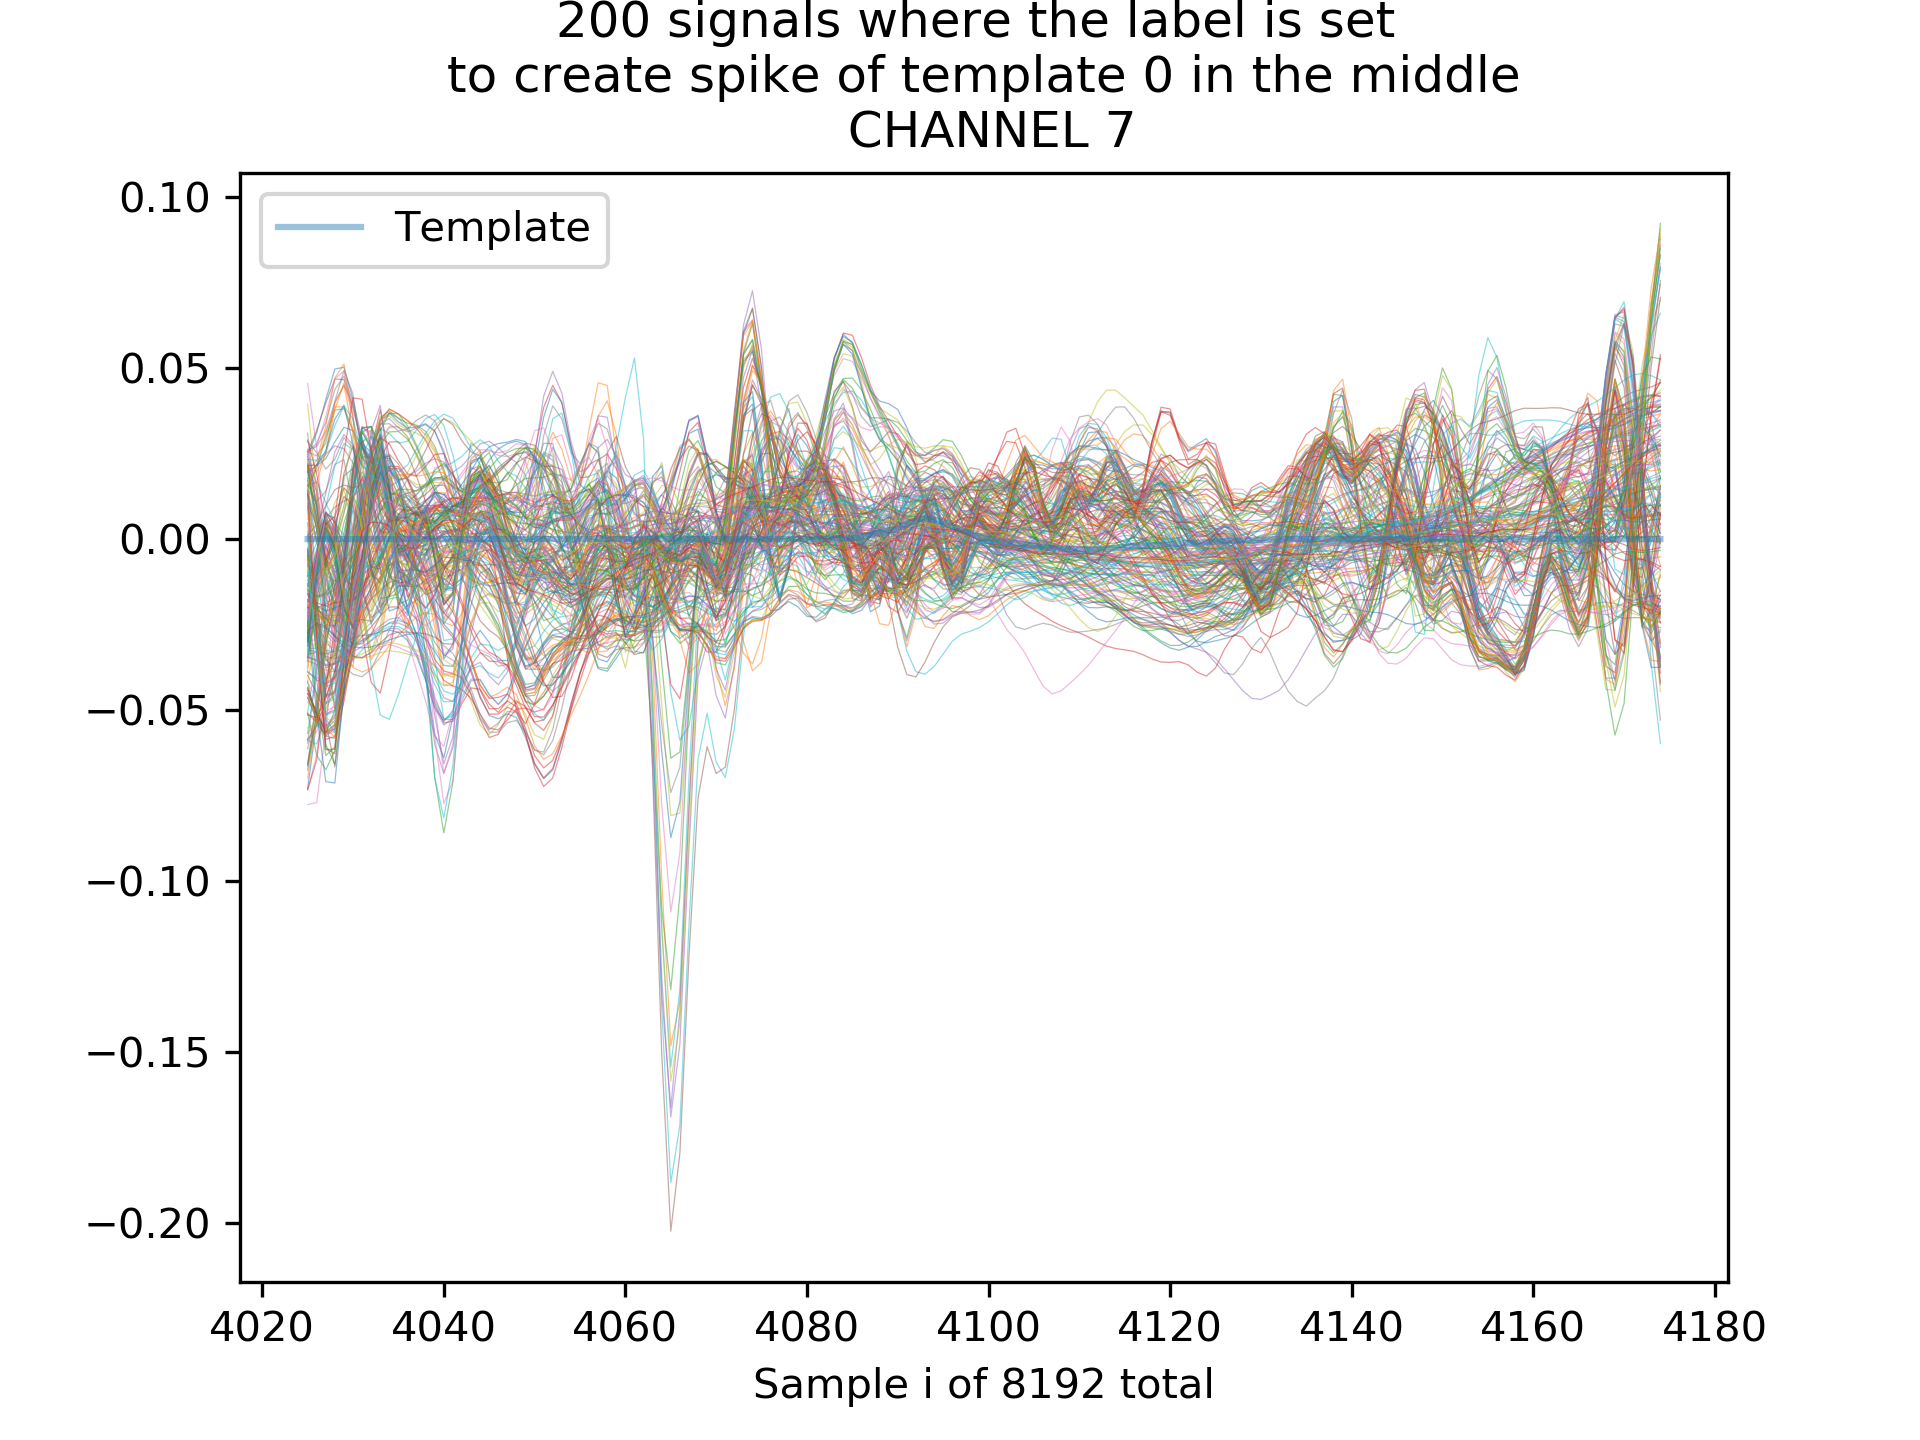 200 signals where the label is set
to create spike of template 0 in the middle
CHANNEL 7
Template
0.10
0.05
0.00
−0.05
−0.10
−0.15
−0.20
4020 4040 4060 4080 4100 4120 4140 4160 4180
Sample i of 8192 total